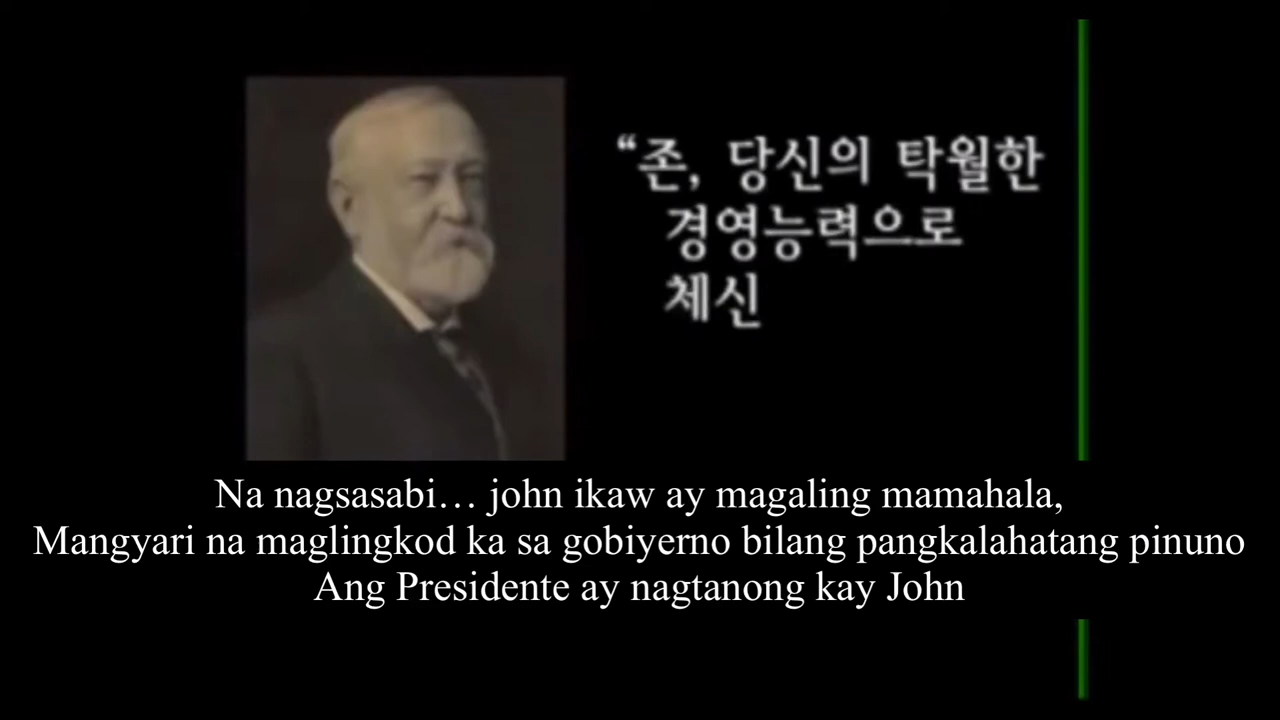 “존, 당신의 탁월한
경영능력으로
체신
Na nagsasabi… john ikaw ay magaling mamahala,
Mangyari na maglingkod ka sa gobiyerno bilang pangkalahatang pinuno
Ang Presidente ay nagtanong kay John